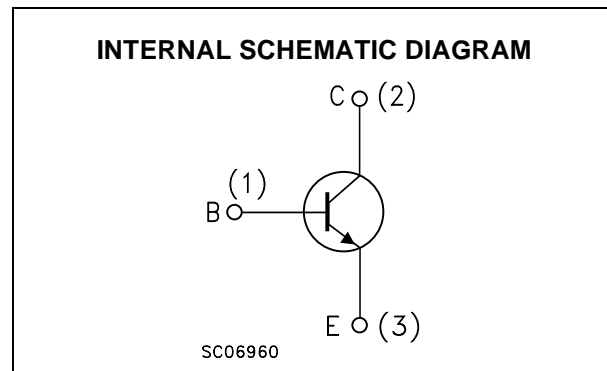 INTERNAL SCHEMATIC DIAGRAM
C (2)
(1)
B
E (3)
SC06960